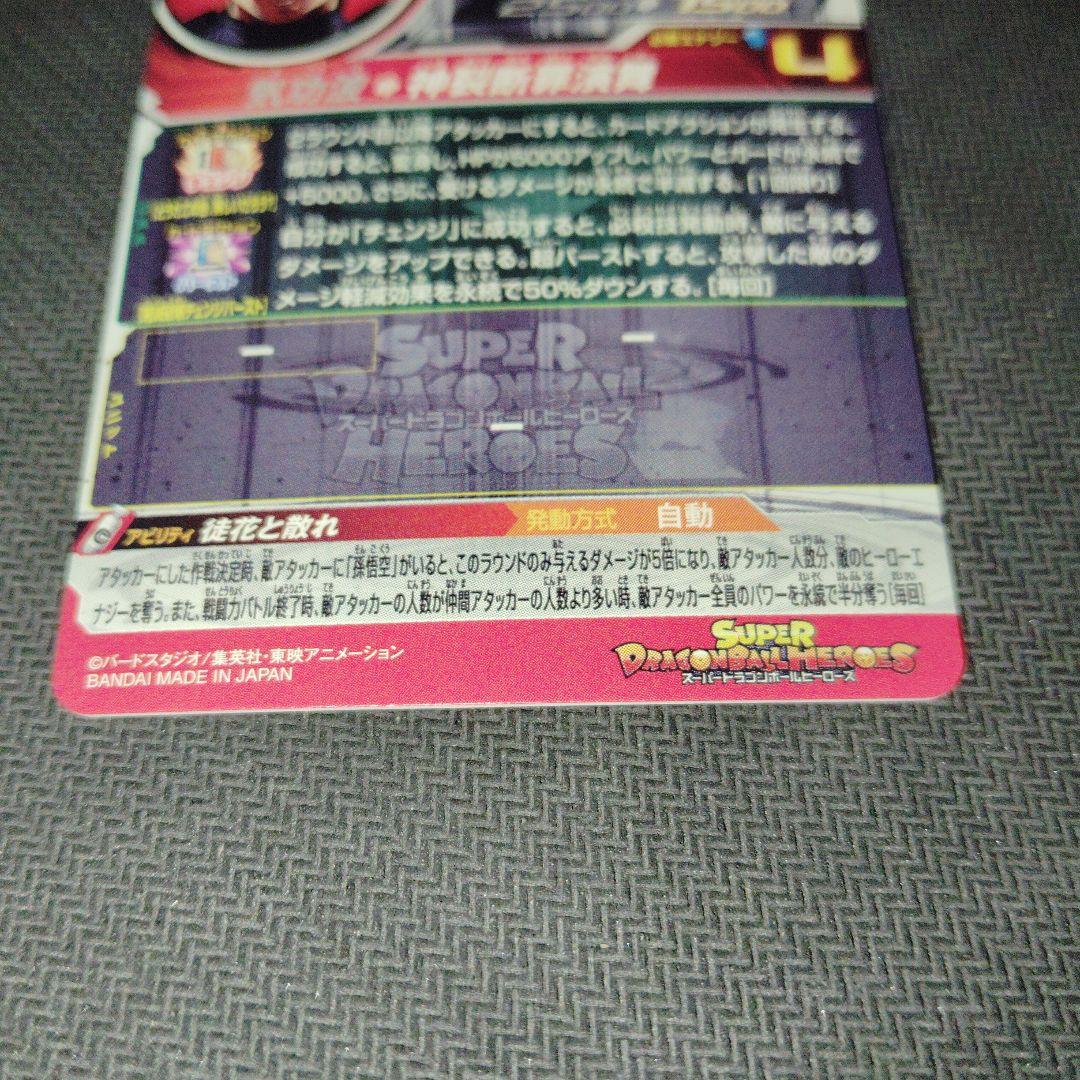 4
気功波 神裂断罪演舞
ラウンド アタッカーにすると、カードアクションが発生する。
成功すると、変身し、HPが5000アップし、パワーとガードが永続で
+5000。さらに、受けるダメージが永続で半減する。[1回限り]
自分が「チェンジ」に成功すると、必殺技発動時、敵に与える
ダメージをアップできる。超バーストすると、攻撃した敵のダ
メージ軽減効果を永続で50%ダウンする。[毎回]
ユニット
SUPER
DRAGONBALL
スーパードラゴンボールヒーローズ
HEROES
アビリティ 徒花と散れ 発動方式 自動
アタッカーにした作戦決定時、敵アタッカーに「孫悟空」がいると、このラウンドのみ与えるダメージが5倍になり、敵アタッカー人数分、敵のヒーローエ
ナジーを奪う。また、戦闘力バトル終了時、敵アタッカーの人数が仲間アタッカーの人数より多い時、敵アタッカー全員のパワーを永続で半分奪う[毎回]
©バードスタジオ/集英社・東映アニメーション
BANDAI MADE IN JAPAN
SUPER
DRAGONBALL HEROES
スーパードラゴンボールヒーローズ